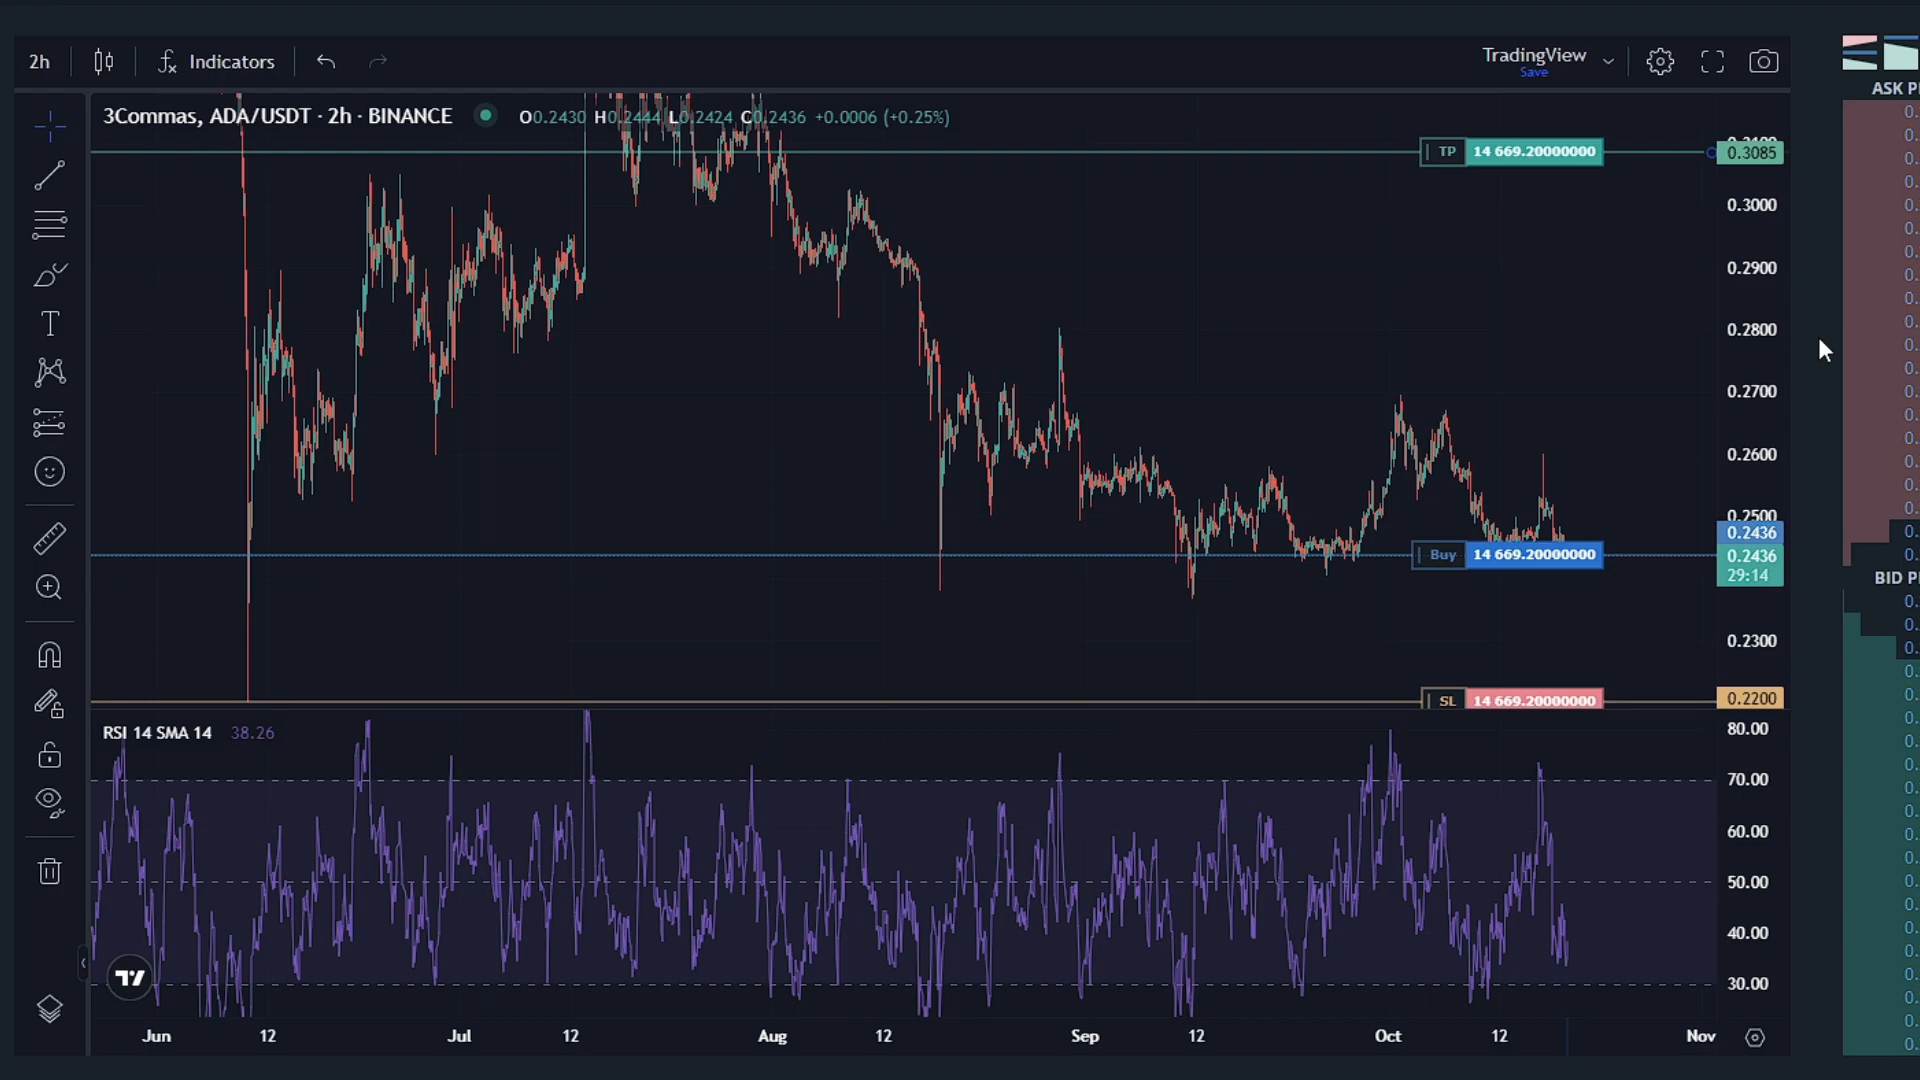 2h
Indicators
TradingView
Save
3Commas, ADA/USDT · 2h · BINANCE
O0.2430 H0.2444 L0.2424 C0.2436 +0.0006 (+0.25%)
TP 14 669.20000000
0.3085
0.3000
0.2900
0.2800
0.2700
0.2600
0.2500
0.2436
Buy 14 669.20000000
0.2436
29:14
0.2300
SL 14 669.20000000
0.2200
RSI 14 SMA 14 38.26
80.00
70.00
60.00
50.00
40.00
30.00
Jun 12 Jul 12 Aug 12 Sep 12 Oct 12 Nov
ASK
BID